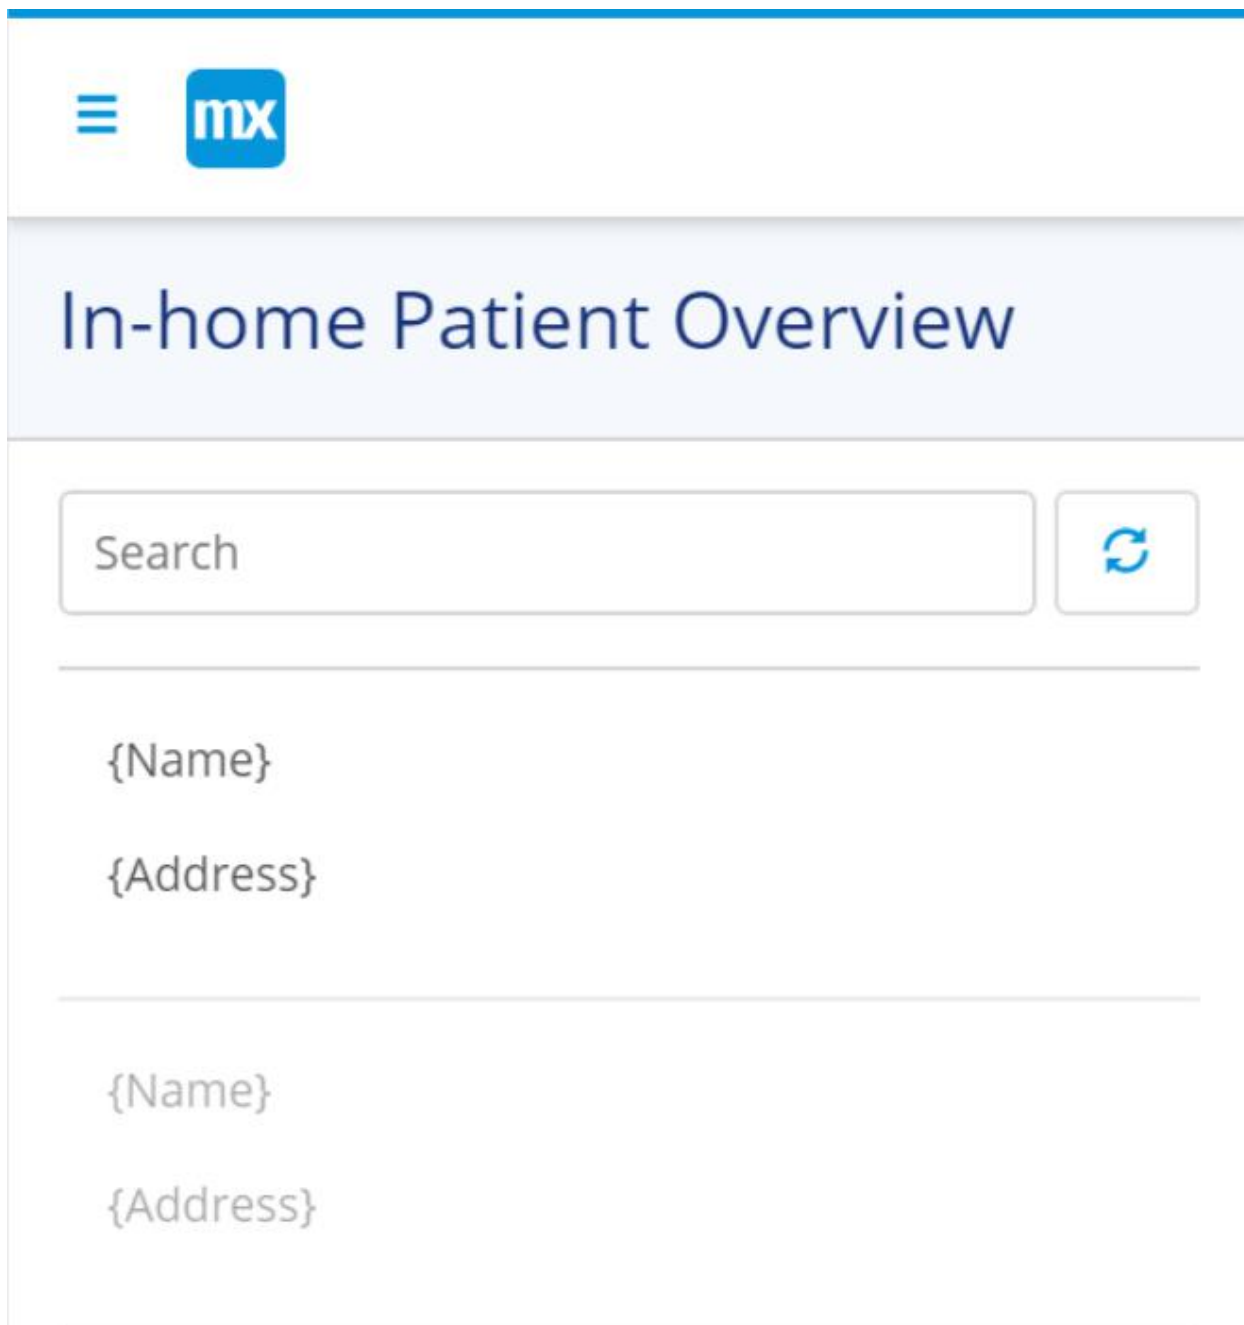 mx
In-home Patient Overview
Search
{Name}
{Address}
{Name}
{Address}